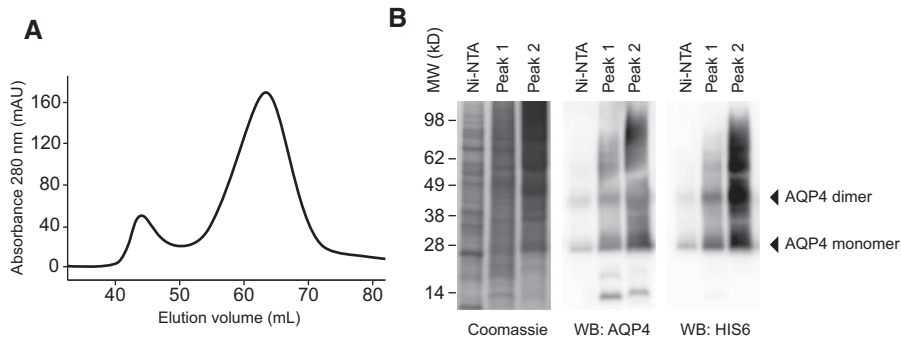 A
Absorbance 280 nm (mAU)
160
120
80
40
0
40 50 60 70 80
Elution volume (mL)
B
MW (kD)
Ni-NTA Peak 1 Peak 2
Ni-NTA Peak 1 Peak 2
Ni-NTA Peak 1 Peak 2
98
62
49
38
28
14
AQP4 dimer
AQP4 monomer
Coomassie WB: AQP4 WB: HIS6